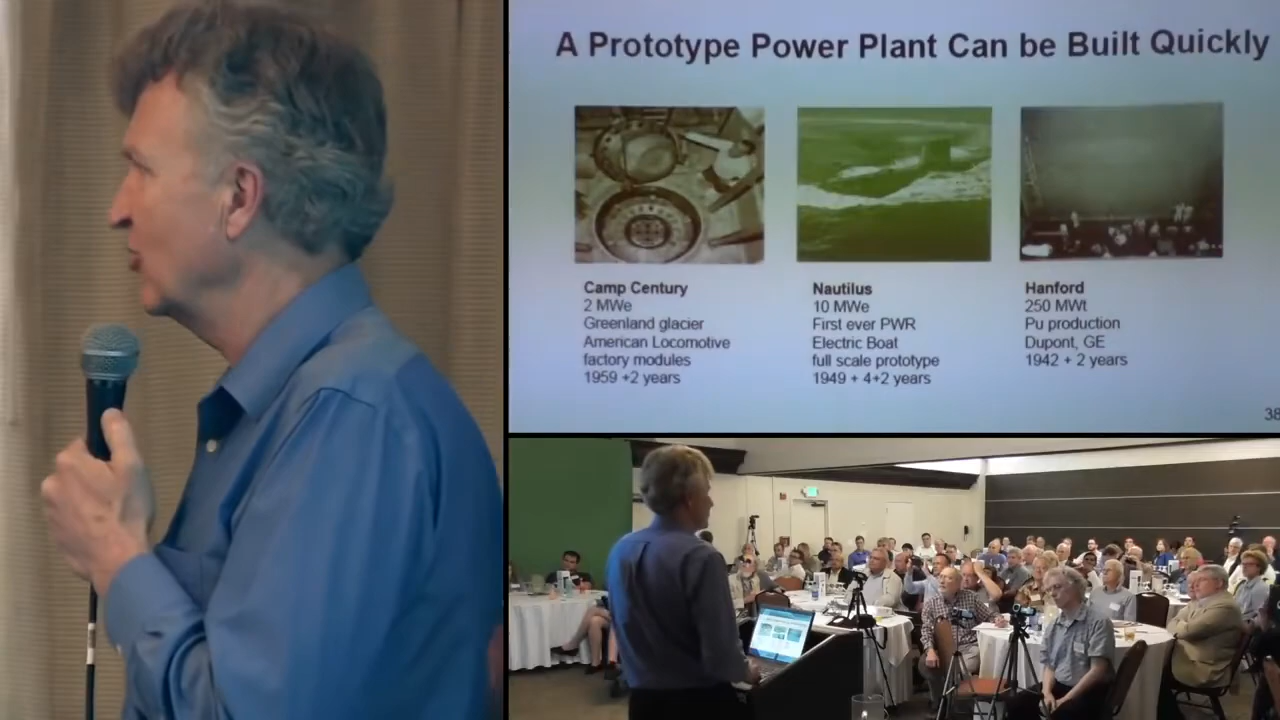 A Prototype Power Plant Can be Built Quickly
Camp Century
2 MWe
Greenland glacier
American Locomotive
factory modules
1959 +2 years
Nautilus
10 MWe
First ever PWR
Electric Boat
full scale prototype
1949 + 4+2 years
Hanford
250 MWt
Pu production
Dupont, GE
1942 + 2 years
38